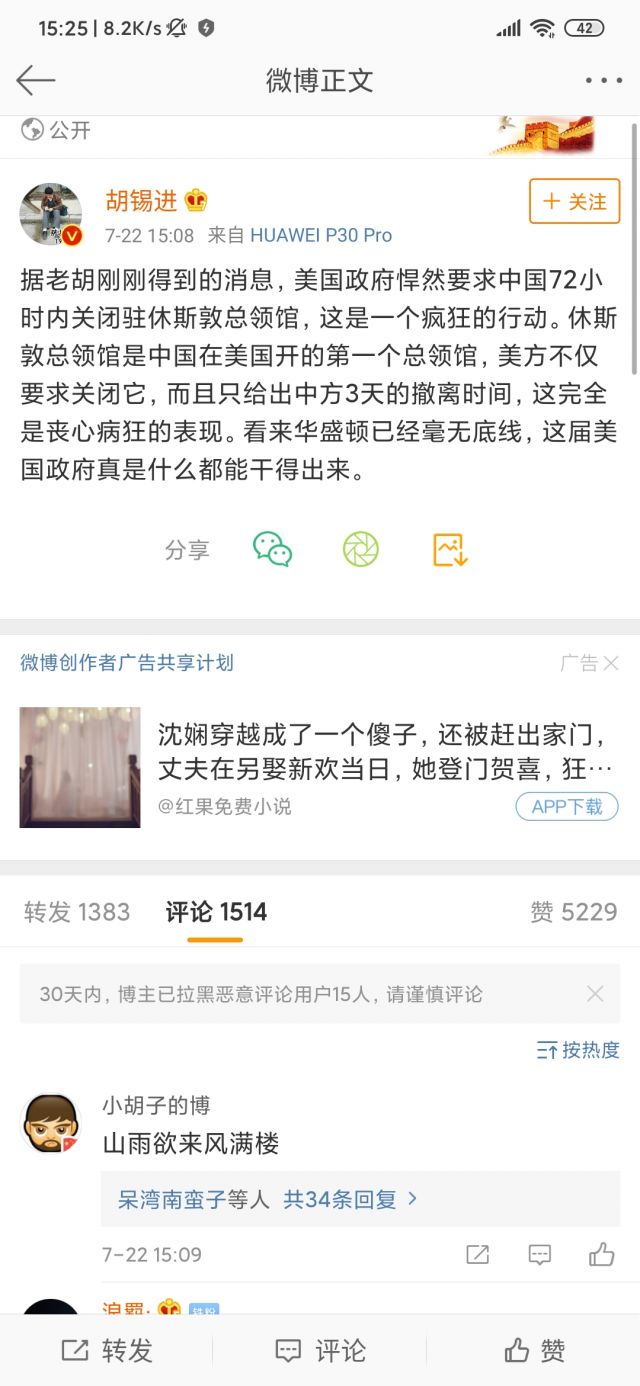 15:25 | 8.2K/s
42
微博正文
公开
胡锡进
+ 关注
7-22 15:08 来自 HUAWEI P30 Pro
据老胡刚刚得到的消息，美国政府悍然要求中国72小
时内关闭驻休斯敦总领馆，这是一个疯狂的行动。休斯
敦总领馆是中国在美国开的第一个总领馆，美方不仅
要求关闭它，而且只给出中方3天的撤离时间，这完全
是丧心病狂的表现。看来华盛顿已经毫无底线，这届美
国政府真是什么都能干得出来。
分享
微博创作者广告共享计划
广告
沈娴穿越成了一个傻子，还被赶出家门，
丈夫在另娶新欢当日，她登门贺喜，狂…
@红果免费小说
APP下载
转发 1383 评论 1514 赞 5229
30天内，博主已拉黑恶意评论用户15人，请谨慎评论
按热度
小胡子的博
山雨欲来风满楼
呆湾南蛮子等人 共34条回复 >
7-22 15:09
转发 评论 赞